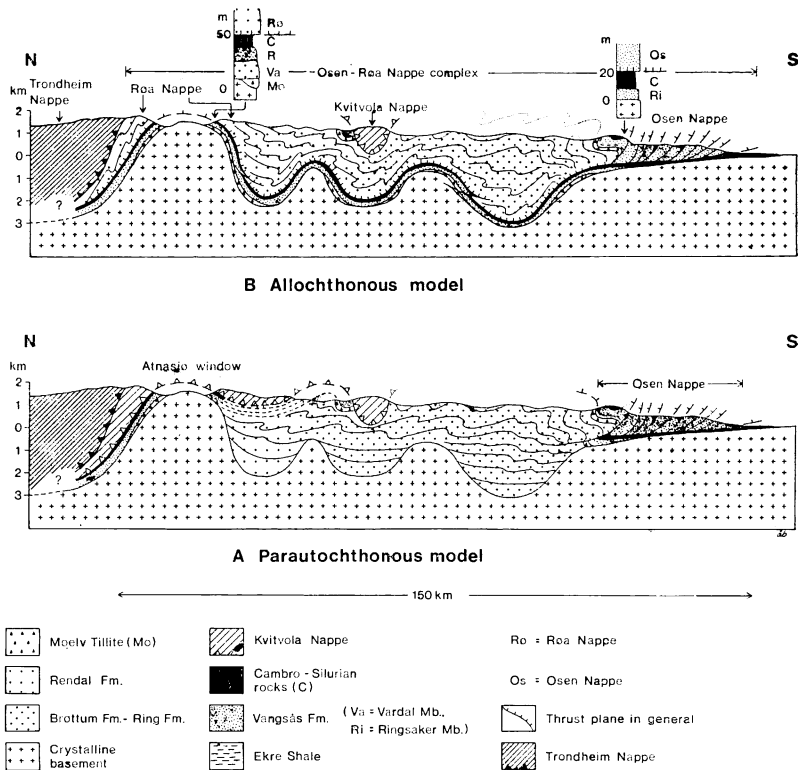 m
50
Rø
C
R
Va
Mo
0
m
20
0
Os
C
Ri
N
S
Trondheim
Nappe
Røa Nappe
Osen-Røa Nappe complex
Kvitvola Nappe
Osen Nappe
km
2
1
0
1
2
3
?
B Allochthonous model
N
S
Atnasjø window
Osen Nappe
km
2
1
0
1
2
3
?
A Parautochthonous model
150 km
Moelv Tillite (Mo)
Rendal Fm.
Brøttum Fm.- Ring Fm.
Crystalline
basement
Kvitvola Nappe
Cambro-Silurian
rocks (C)
Vangsås Fm. (Va = Vardal Mb.,
Ri = Ringsaker Mb.)
Ekre Shale
Rø = Røa Nappe
Os = Osen Nappe
Thrust plane in general
Trondheim Nappe